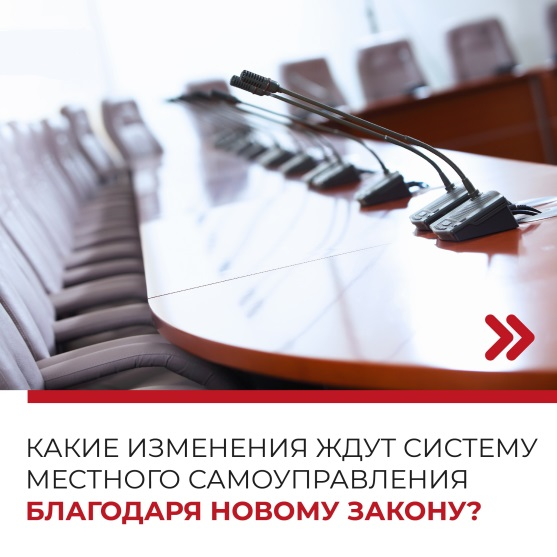 КАКИЕ ИЗМЕНЕНИЯ ЖДУТ СИСТЕМУ
МЕСТНОГО САМОУПРАВЛЕНИЯ
БЛАГОДАРЯ НОВОМУ ЗАКОНУ?